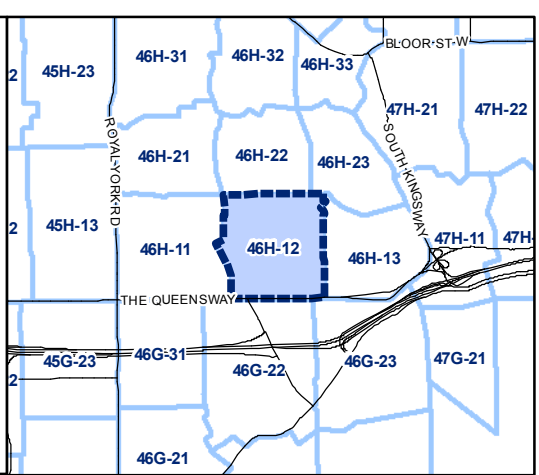 BLOOR ST W
46H-31
46H-32
46H-33
2
45H-23
47H-21
47H-22
ROYAL YORK RD
SOUTH KINGSWAY
46H-21
46H-22
46H-23
2
45H-13
46H-11
46H-12
46H-13
47H-11
47H-
THE QUEENSWAY
45G-23
46G-31
46G-22
46G-23
47G-21
2
46G-21